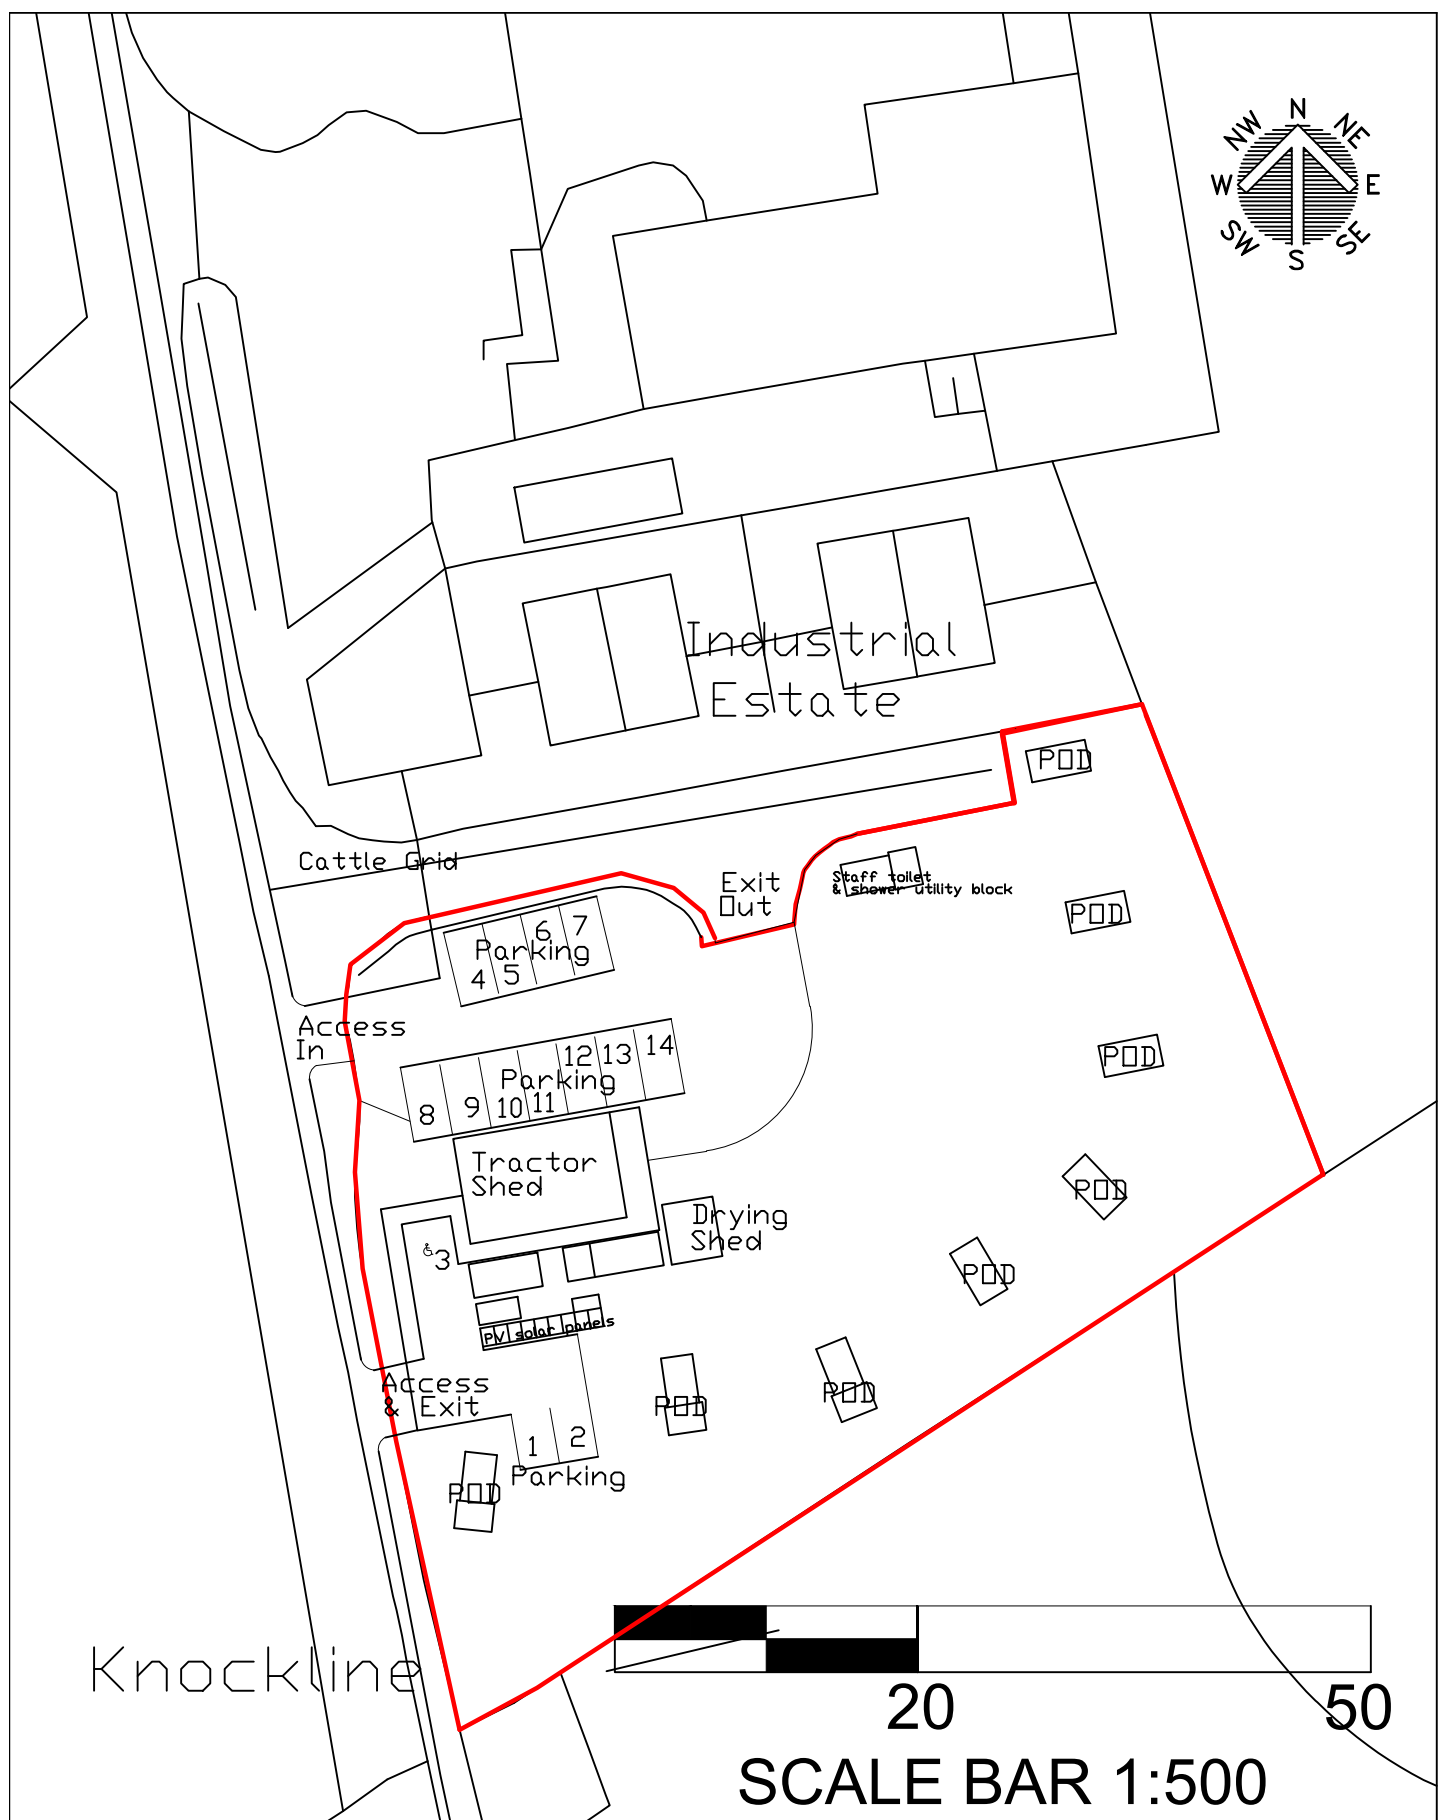 N
NW
NE
W
E
SW
SE
S
Industrial
Estate
POD
Cattle Grid
Exit
Out
Staff toilet
& shower utility block
POD
6
7
Parking
4
5
Access
In
12
13
14
Parking
8
9
10
11
POD
Tractor
Shed
POD
Drying
Shed
3
POD
PV solar panels
Access
& Exit
POD
POD
1
2
Parking
POD
Knockline
20
50
SCALE BAR 1:500